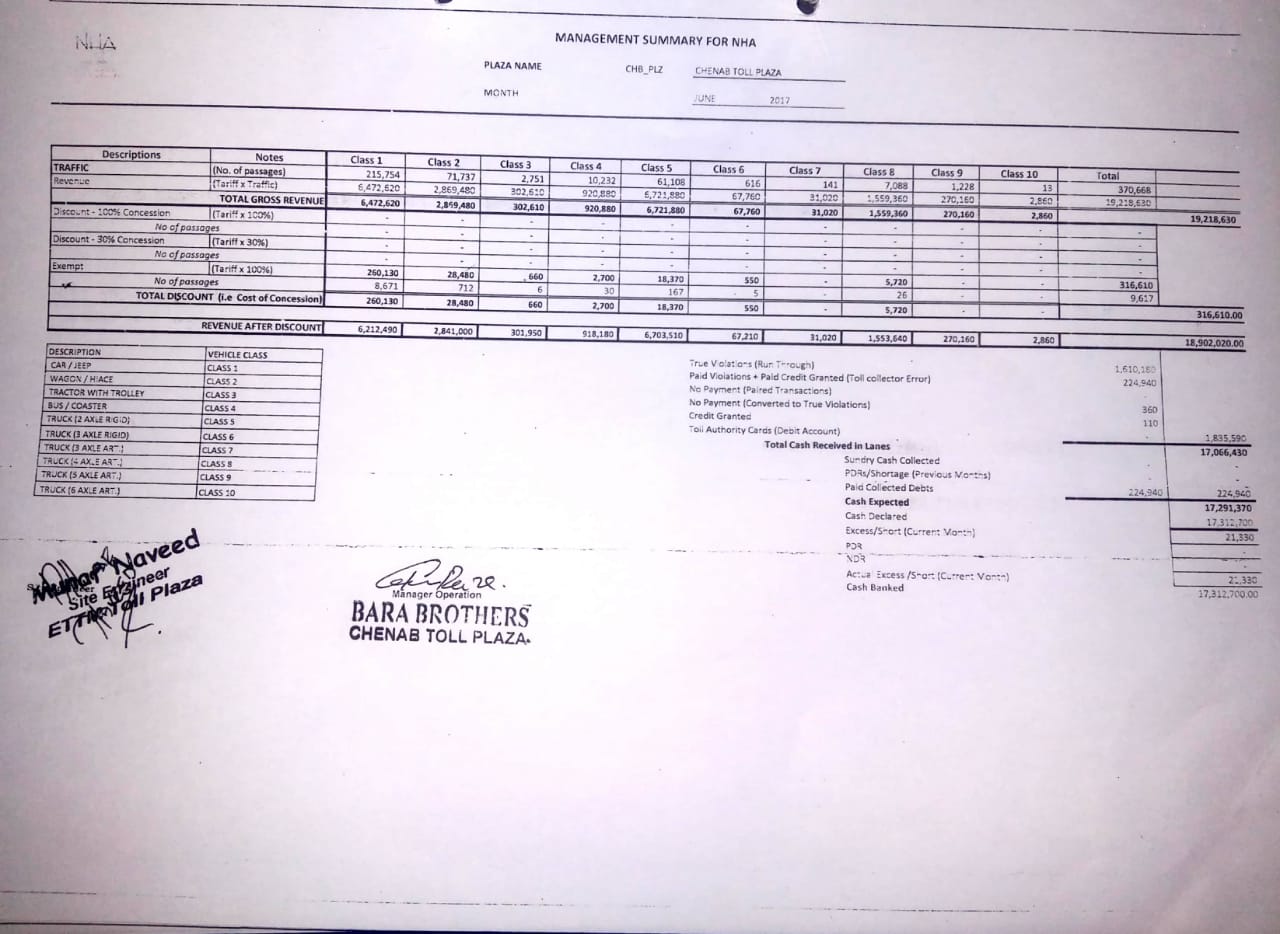 NHA
MANAGEMENT SUMMARY FOR NHA
PLAZA NAME CHB_PLZ CHENAB TOLL PLAZA
MONTH JUNE 2017
Descriptions Notes Class 1 Class 2 Class 3 Class 4 Class 5 Class 6 Class 7 Class 8 Class 9 Class 10 Total
TRAFFIC (No. of passages) 215,754 71,737 2,751 10,232 61,108 616 141 7,088 1,228 13 370,668
Revenue (Tariff x Traffic) 6,472,620 2,869,480 302,610 920,880 6,721,880 67,760 31,020 1,559,360 270,160 2,860 19,218,630
TOTAL GROSS REVENUE 6,472,620 2,869,480 302,610 920,880 6,721,880 67,760 31,020 1,559,360 270,160 2,860 19,218,630
Discount - 100% Concession (Tariff x 100%) - - - - - - - - - - -
No of passages - - - - - - - - - - -
Discount - 30% Concession (Tariff x 30%) - - - - - - - - - - -
No of passages - - - - - - - - - - -
Exempt (Tariff x 100%) 260,130 28,480 660 2,700 18,370 550 - 5,720 - - 316,610
No of passages 8,671 712 6 30 167 5 - 26 - - 9,617
TOTAL DISCOUNT (i.e Cost of Concession) 260,130 28,480 660 2,700 18,370 550 - 5,720 - - 316,610.00
REVENUE AFTER DISCOUNT 6,212,490 2,841,000 301,950 918,180 6,703,510 67,210 31,020 1,553,640 270,160 2,860 18,902,020.00
DESCRIPTION VEHICLE CLASS
CAR / JEEP CLASS 1
WAGON / HIACE CLASS 2
TRACTOR WITH TROLLEY CLASS 3
BUS / COASTER CLASS 4
TRUCK (2 AXLE RIGID) CLASS 5
TRUCK (3 AXLE RIGID) CLASS 6
TRUCK (3 AXLE ART.) CLASS 7
TRUCK (4 AXLE ART.) CLASS 8
TRUCK (5 AXLE ART.) CLASS 9
TRUCK (6 AXLE ART.) CLASS 10
True Violations (Run Through) 1,610,180
Paid Violations + Paid Credit Granted (Toll collector Error) 224,940
No Payment (Paired Transactions) -
No Payment (Converted to True Violations) 360
Credit Granted 110
Toll Authority Cards (Debit Account) - 1,835,590
Total Cash Received in Lanes 17,066,430
Sundry Cash Collected - -
PDRs/Shortage (Previous Months) - -
Paid Collected Debts 224,940 224,940
Cash Expected 17,291,370
Cash Declared 17,312,700
Excess/Short (Current Month) 21,330
PDR -
NDR -
Actual Excess /Short (Current Month) 21,330
Cash Banked 17,312,700.00
Naveed
Site Engineer
ETTM Toll Plaza
Manager Operation
BARA BROTHERS
CHENAB TOLL PLAZA.